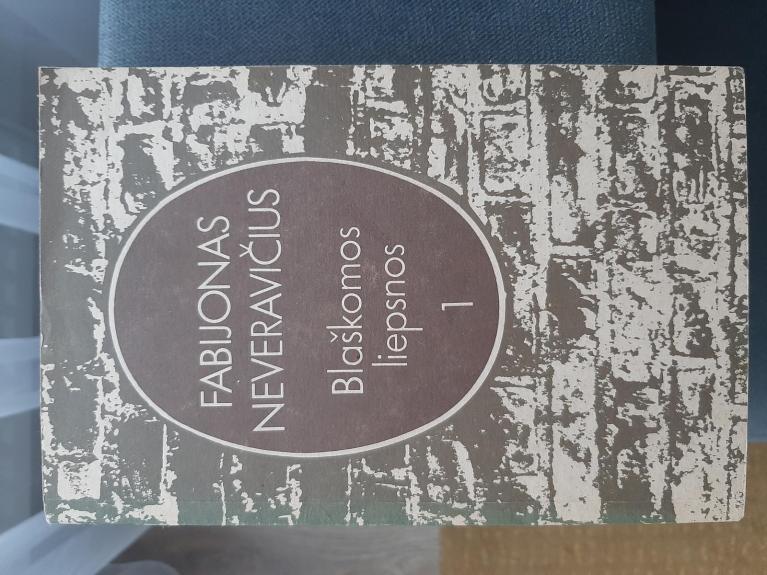 FABIJONAS
NEVERAVIČIUS
Blaškomos
liepsnos
1